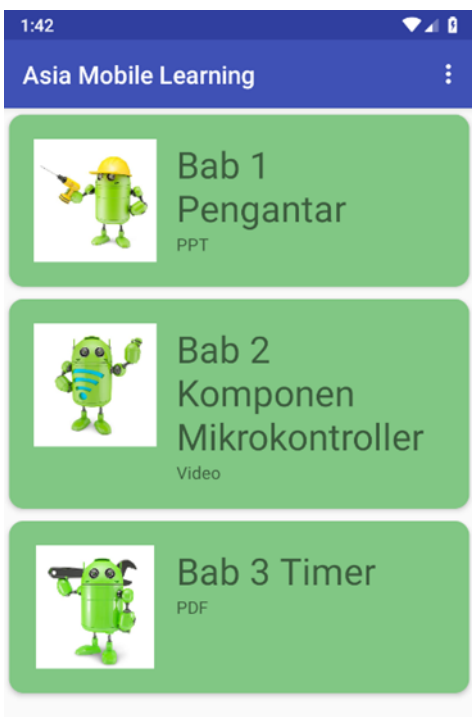 1:42
Asia Mobile Learning
Bab 1
Pengantar
PPT
Bab 2
Komponen
Mikrokontroller
Video
Bab 3 Timer
PDF